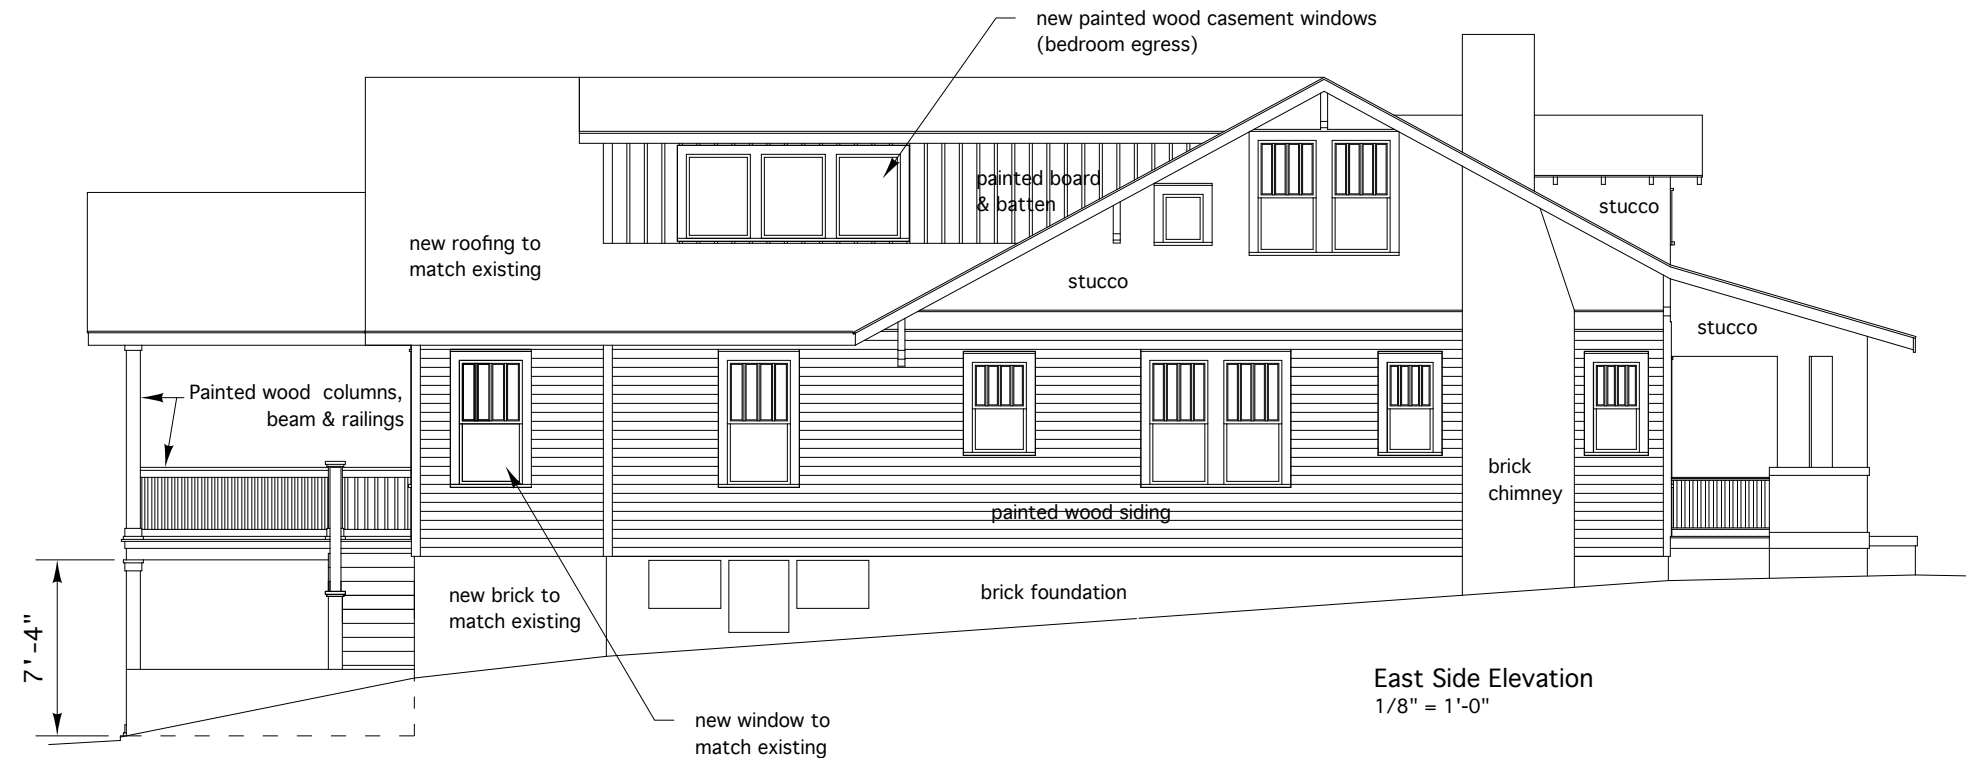 new painted wood casement windows
(bedroom egress)
painted board
& batten
stucco
new roofing to
match existing
stucco
stucco
Painted wood columns,
beam & railings
brick
chimney
painted wood siding
new brick to
match existing
brick foundation
7'-4"
East Side Elevation
1/8" = 1'-0"
new window to
match existing